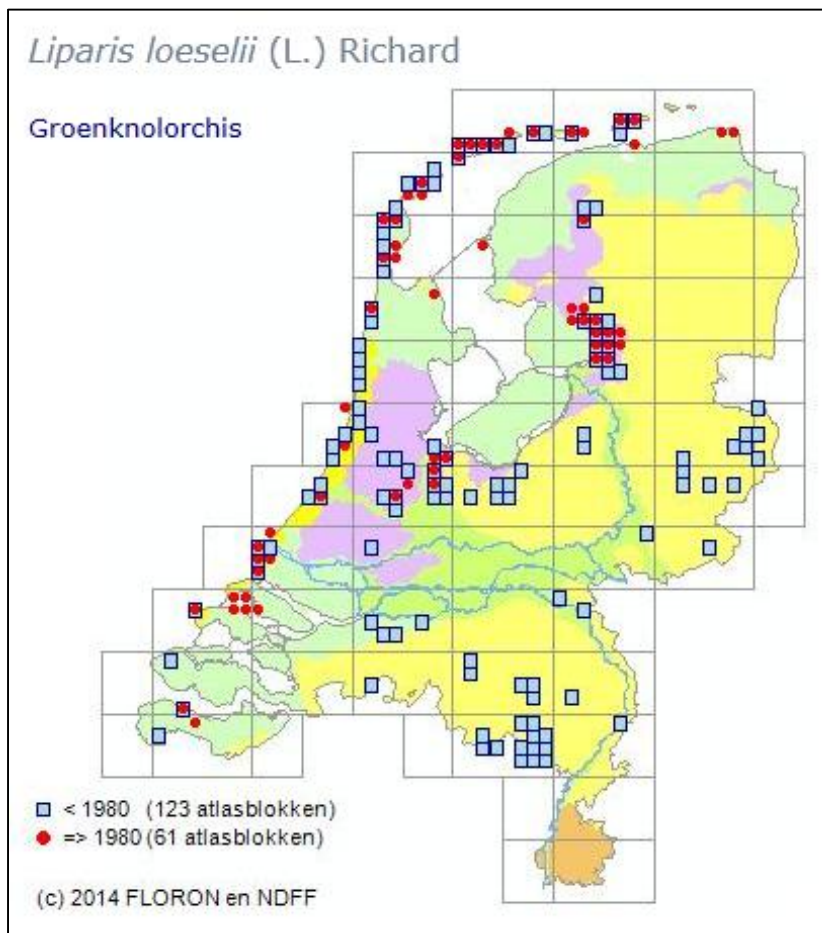 Liparis loeselii (L.) Richard
Groenknolorchis
< 1980 (123 atlasblokken)
=> 1980 (61 atlasblokken)
(c) 2014 FLORON en NDFF